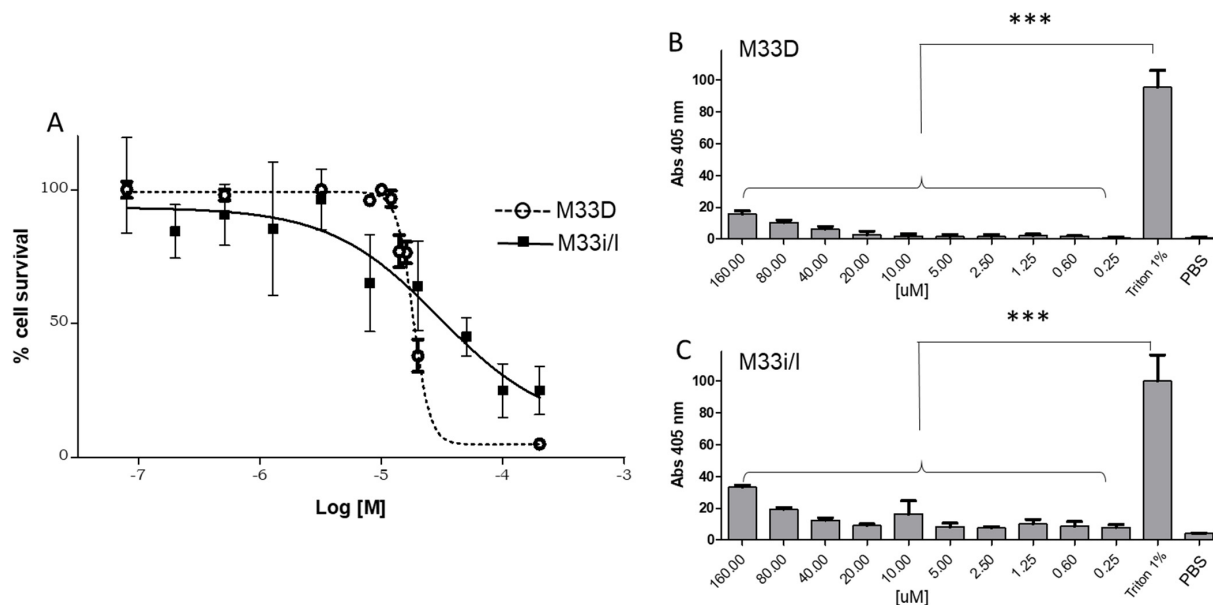 A
100
50
0
% cell survival
-7 -6 -5 -4 -3
Log [M]
M33D
M33i/l
B
M33D
***
Abs 405 nm
100
80
60
40
20
0
160.00 80.00 40.00 20.00 10.00 5.00 2.50 1.25 0.60 0.25 Triton 1% PBS
[uM]
C
M33i/l
***
Abs 405 nm
100
80
60
40
20
0
160.00 80.00 40.00 20.00 10.00 5.00 2.50 1.25 0.60 0.25 Triton 1% PBS
[uM]